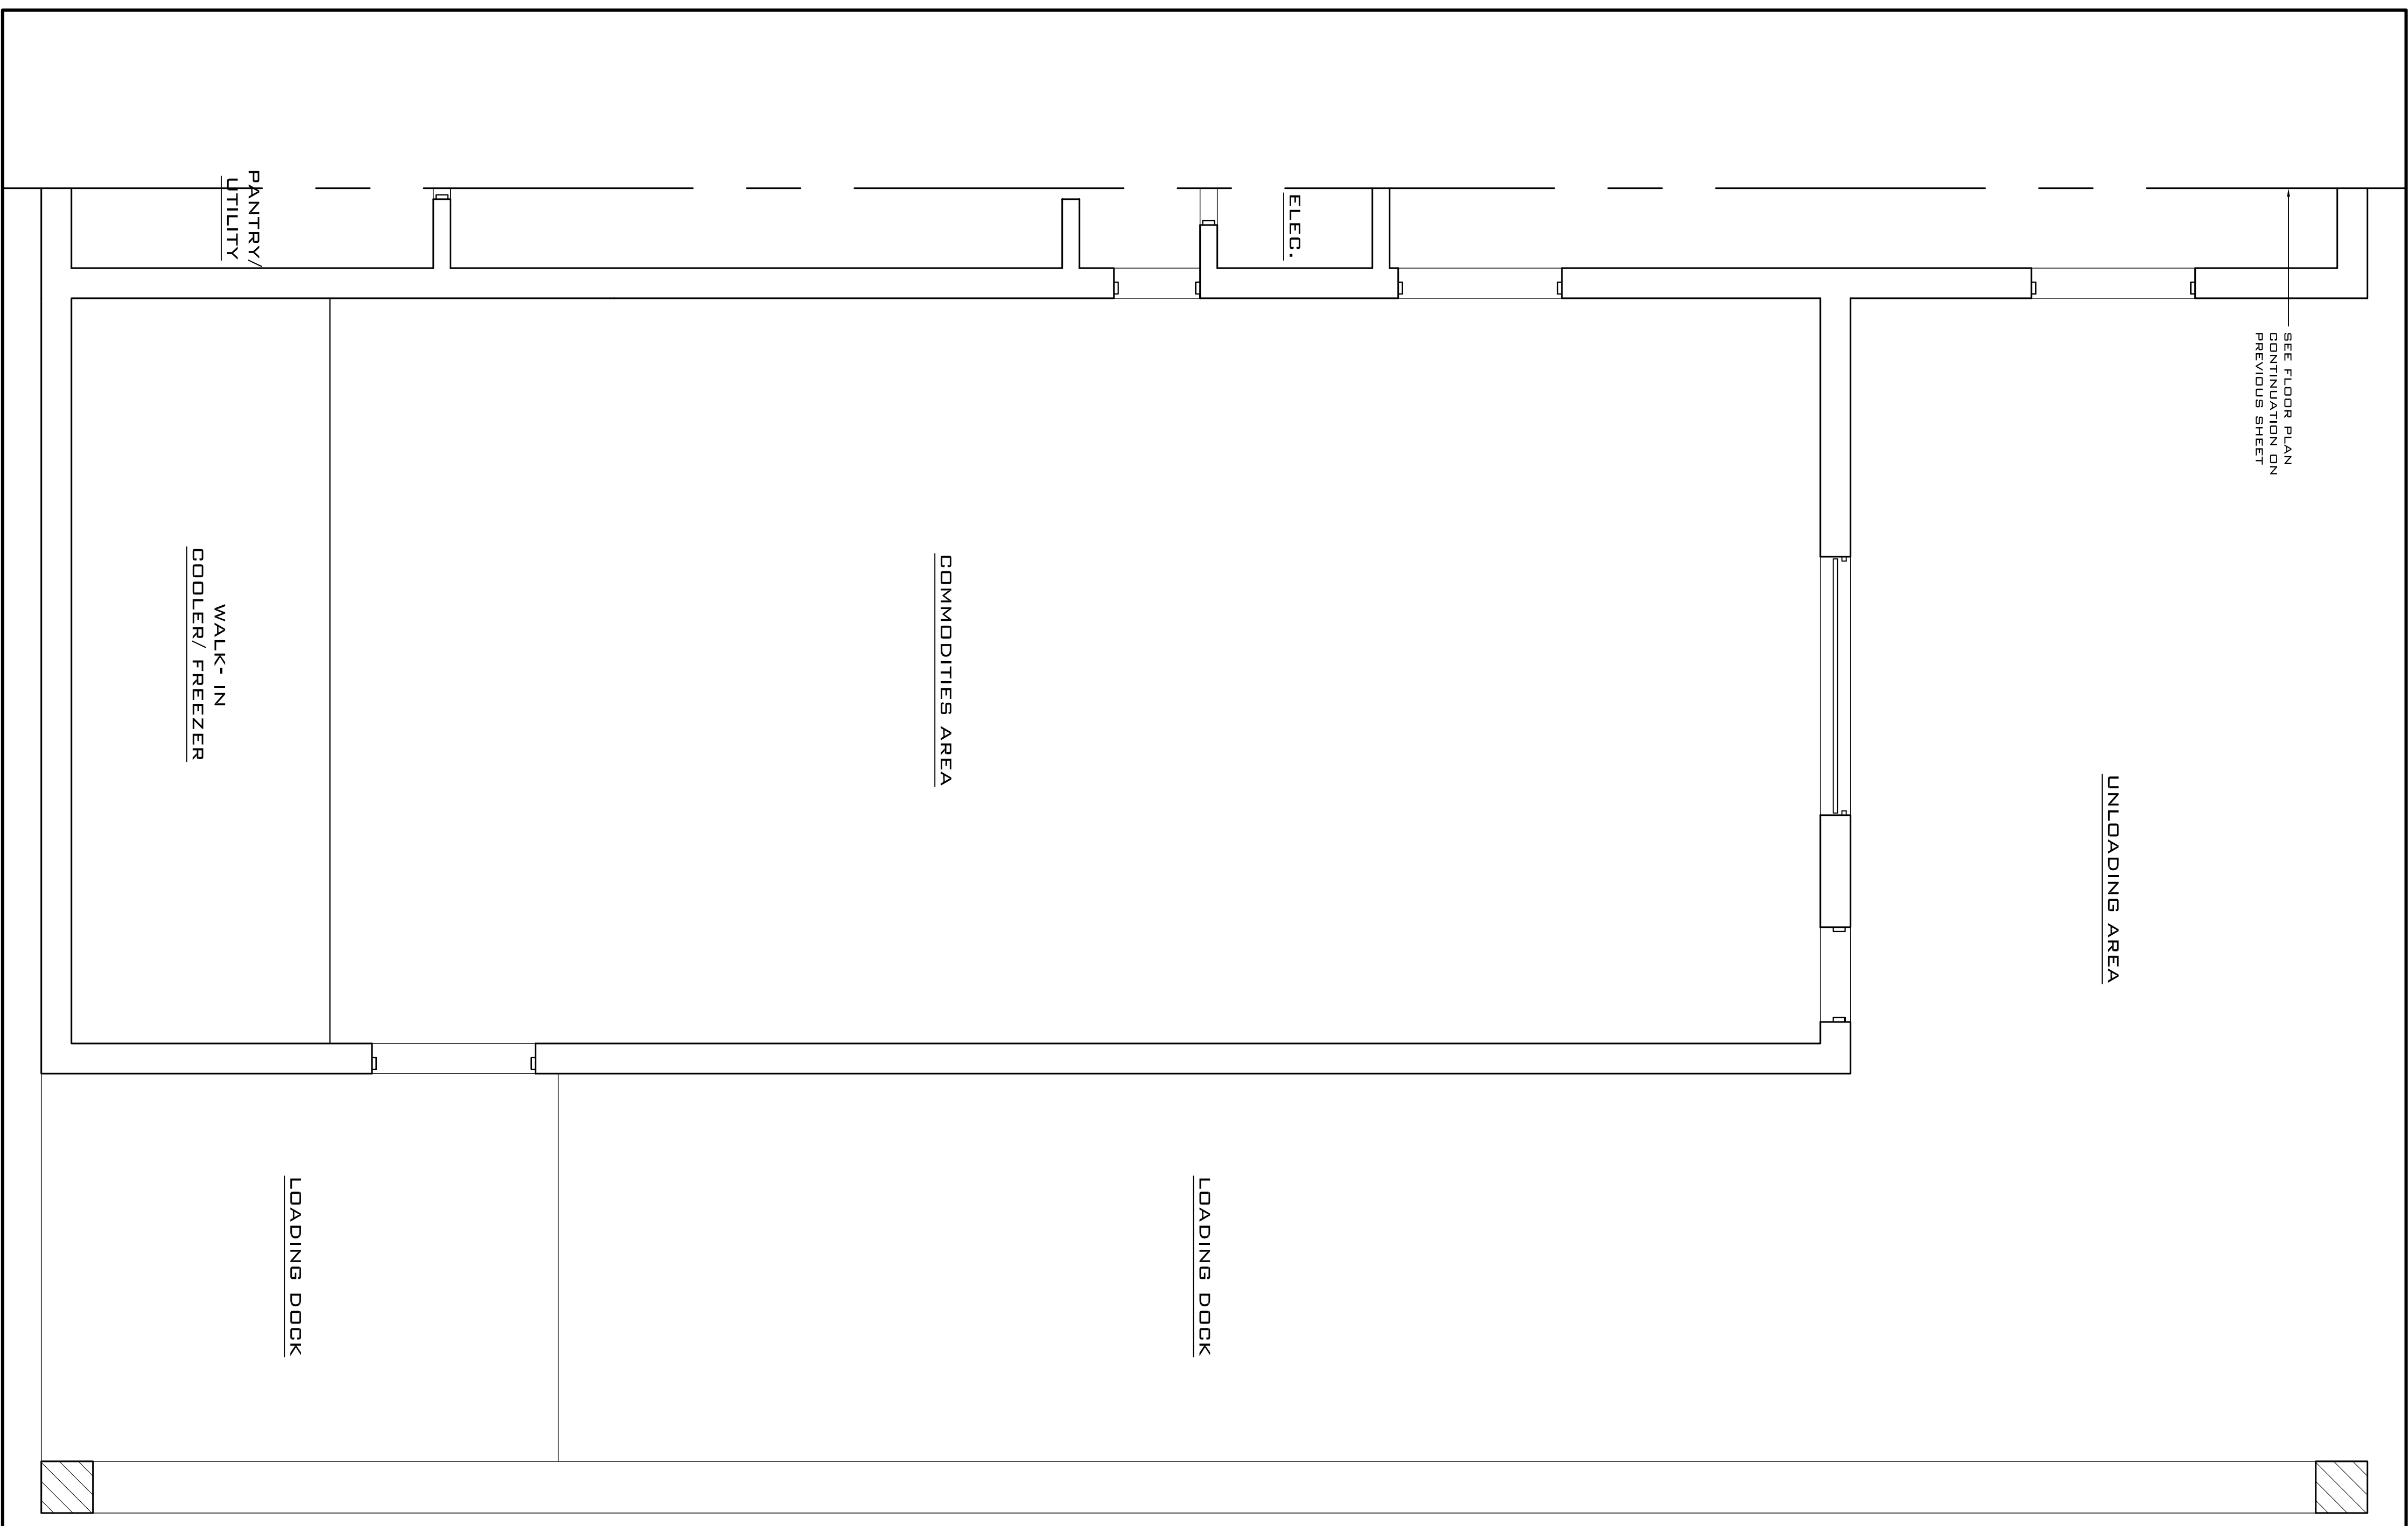 PANTRY/
UTILITY
ELEC.
SEE FLOOR PLAN
CONTINUATION ON
PREVIOUS SHEET
WALK- IN
COOLER/ FREEZER
COMMODITIES AREA
UNLOADING AREA
LOADING DOCK
LOADING DOCK